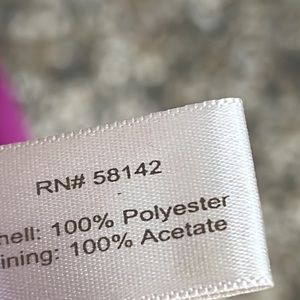 RN# 58142
hell: 100% Polyester
ining: 100% Acetate